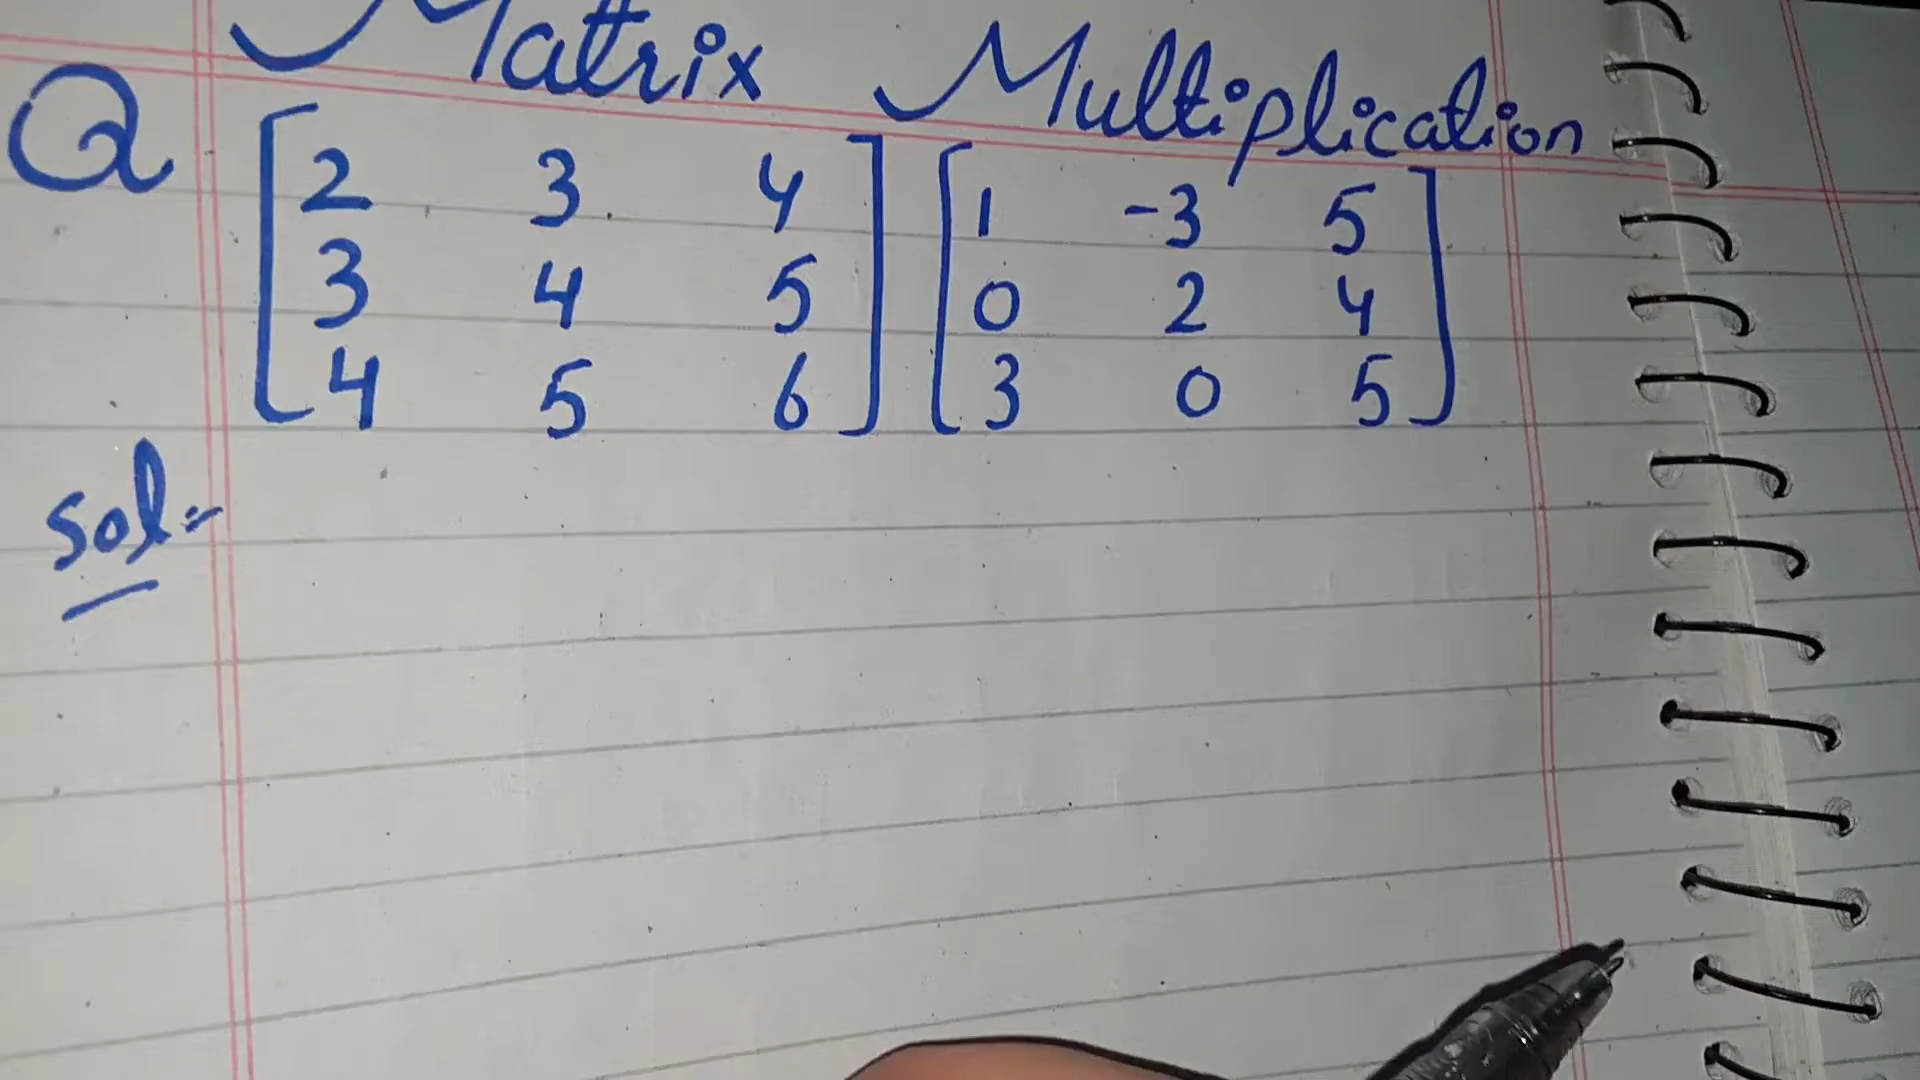 Matrix Multiplication
Q [2 3 4] [1 -3 5]
[3 4 5] [0 2 4]
[4 5 6] [3 0 5]
Sol=